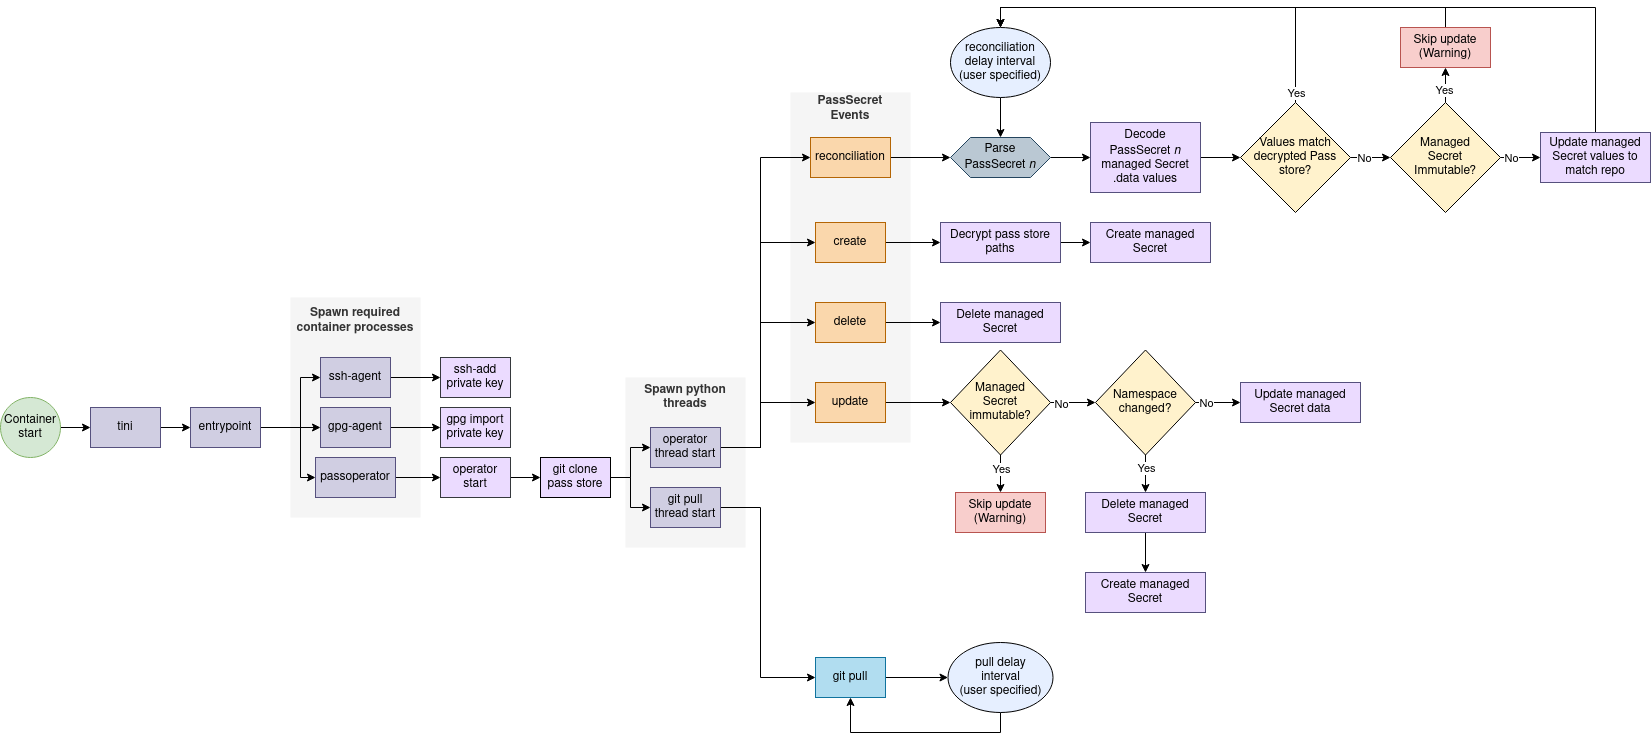 Container
start
tini
entrypoint
Spawn required
container processes
ssh-agent
gpg-agent
passoperator
ssh-add
private key
gpg import
private key
operator
start
git clone
pass store
Spawn python
threads
operator
thread start
git pull
thread start
PassSecret
Events
reconciliation
create
delete
update
reconciliation
delay interval
(user specified)
Parse
PassSecret n
Decode
PassSecret n
managed Secret
.data values
Values match
decrypted Pass
store?
Yes
No
Managed
Secret
Immutable?
Yes
Skip update
(Warning)
No
Update managed
Secret values to
match repo
Decrypt pass store
paths
Create managed
Secret
Delete managed
Secret
Managed
Secret
immutable?
No
Yes
Skip update
(Warning)
Namespace
changed?
No
Update managed
Secret data
Yes
Delete managed
Secret
Create managed
Secret
git pull
pull delay
interval
(user specified)